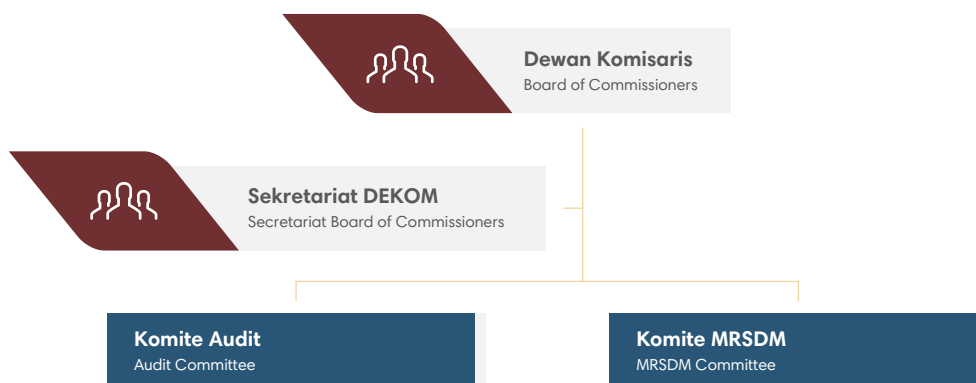 Dewan Komisaris
Board of Commissioners
Sekretariat DEKOM
Secretariat Board of Commissioners
Komite Audit
Audit Committee
Komite MRSDM
MRSDM Committee